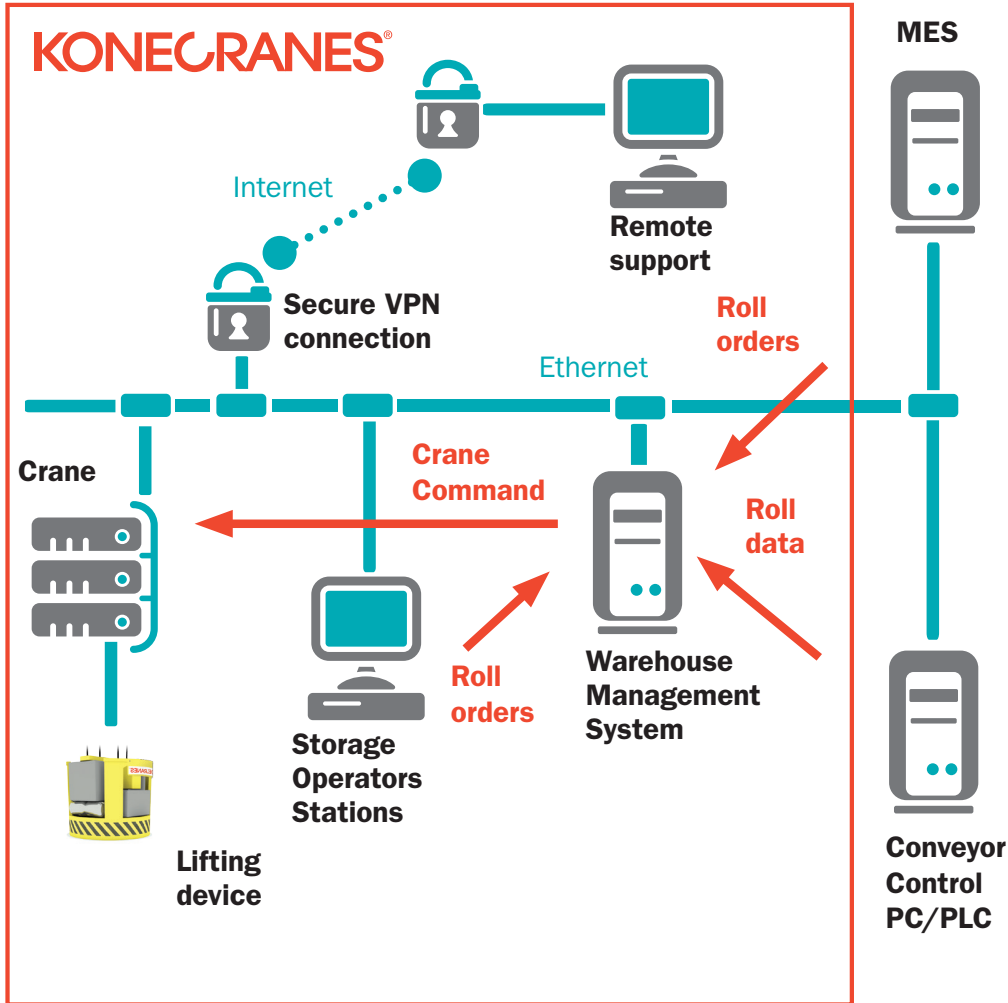 KONECRANES®
MES
Internet
Remote
support
Secure VPN
connection
Roll
orders
Ethernet
Crane
Crane
Command
Roll
data
Roll
orders
Warehouse
Management
System
Storage
Operators
Stations
Lifting
device
Conveyor
Control
PC/PLC